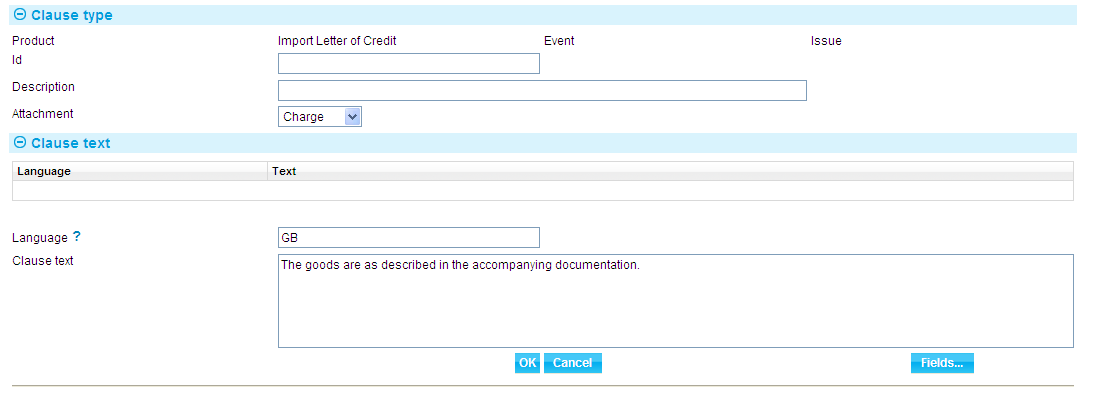 Clause type
Product Import Letter of Credit Event Issue
Id
Description
Attachment Charge
Clause text
Language Text
Language ? GB
Clause text The goods are as described in the accompanying documentation.
OK Cancel Fields...